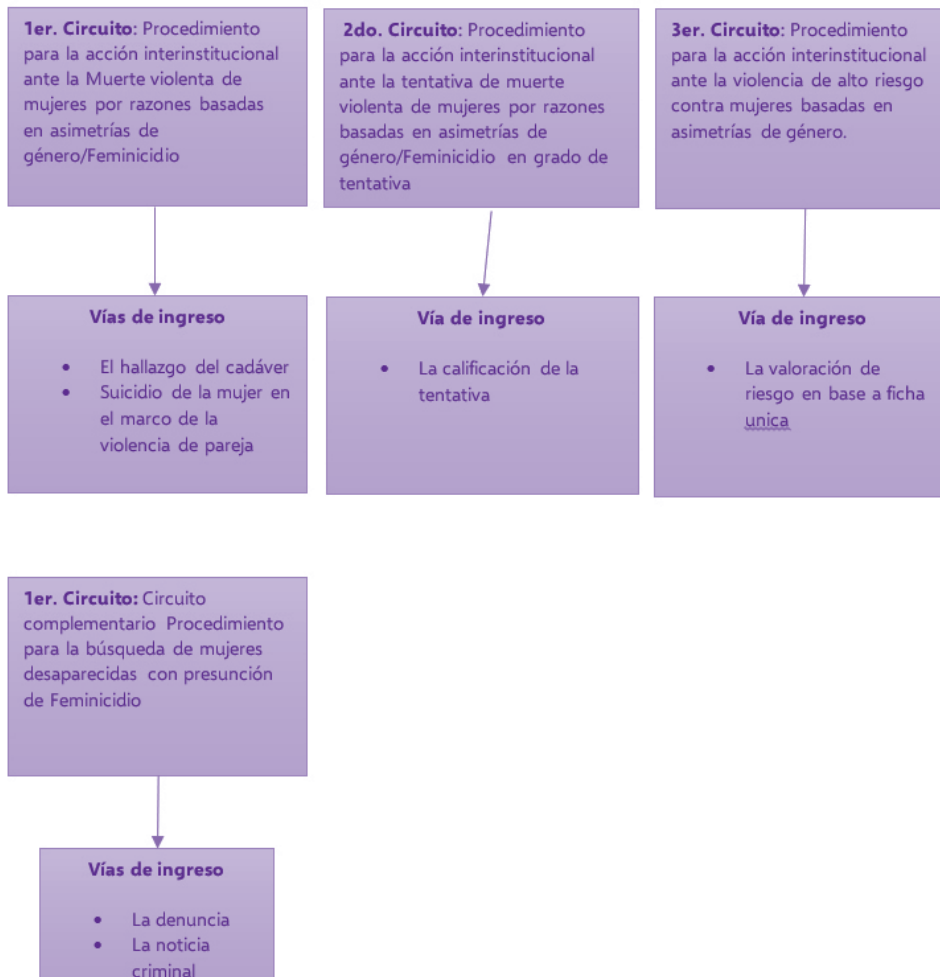 1er. Circuito: Procedimiento
para la acción interinstitucional
ante la Muerte violenta de
mujeres por razones basadas
en asimetrías de
género/Feminicidio
2do. Circuito: Procedimiento
para la acción interinstitucional
ante la tentativa de muerte
violenta de mujeres por razones
basadas en asimetrías de
género/Feminicidio en grado de
tentativa
3er. Circuito: Procedimiento
para la acción interinstitucional
ante la violencia de alto riesgo
contra mujeres basadas en
asimetrías de género.
Vías de ingreso
• El hallazgo del cadáver
• Suicidio de la mujer en
el marco de la
violencia de pareja
Vía de ingreso
• La calificación de la
tentativa
Vía de ingreso
• La valoración de
riesgo en base a ficha
unica
1er. Circuito: Circuito
complementario Procedimiento
para la búsqueda de mujeres
desaparecidas con presunción
de Feminicidio
Vías de ingreso
• La denuncia
• La noticia
criminal